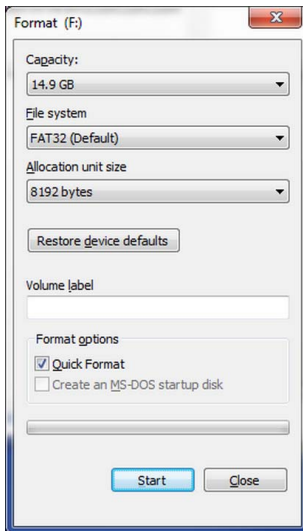 Format (F:)
Capacity:
14.9 GB
File system
FAT32 (Default)
Allocation unit size
8192 bytes
Restore device defaults
Volume label
Format options
Quick Format
Create an MS-DOS startup disk
Start
Close